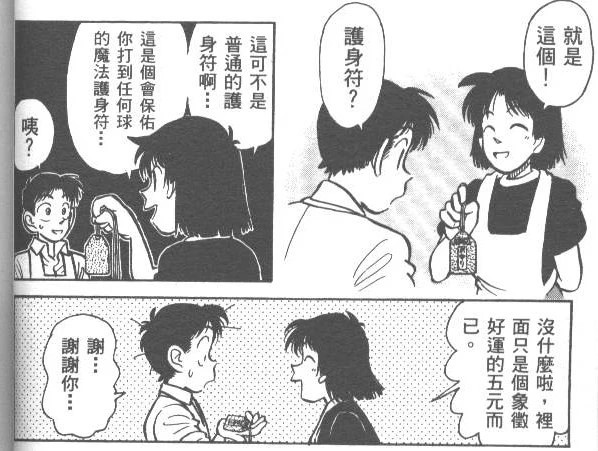 就是
這個!
護身符?
這可不是
普通的護
身符啊⋯
這是個會保佑
你打到任何球
的魔法護身符⋯
咦?
沒什麼啦，裡
面只是個象徵
好運的五元而
已。
謝⋯
謝謝你⋯